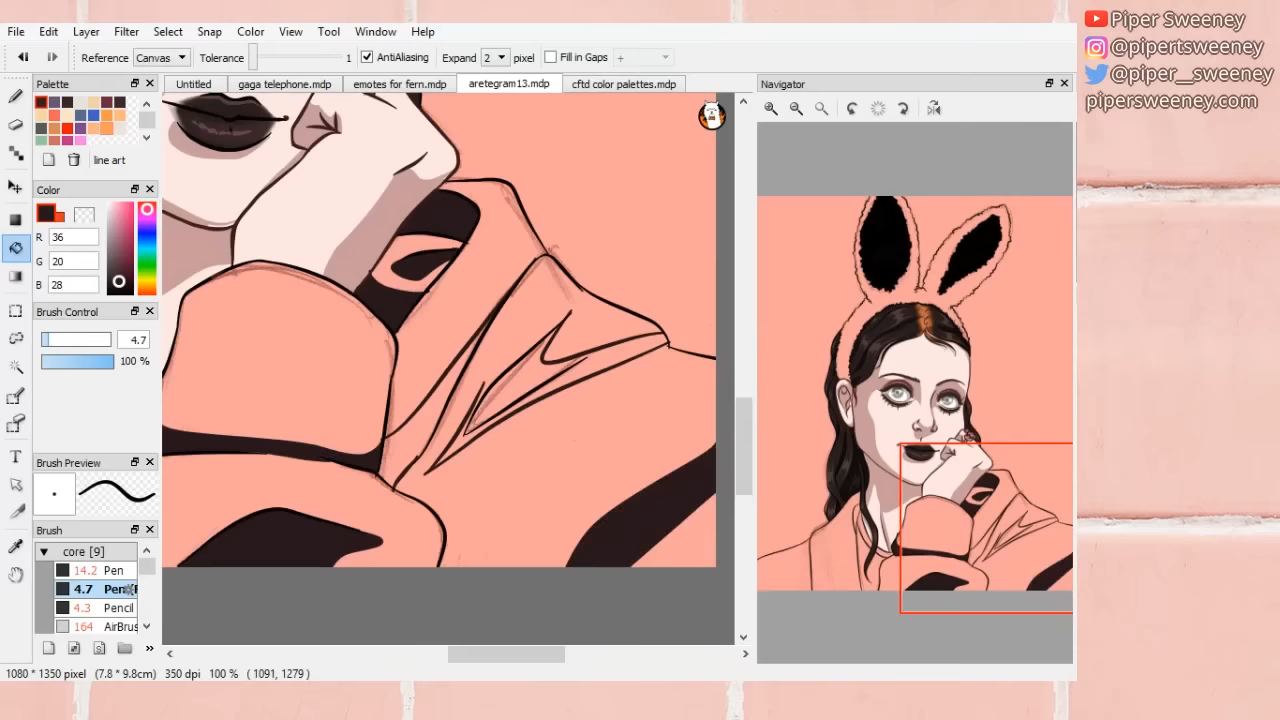 File Edit Layer Filter Select Snap Color View Tool Window Help
Reference Canvas Tolerance 1 AntiAliasing Expand 2 pixel Fill in Gaps +
Palette
Untitled gaga telephone.mdp emotes for fern.mdp aretegram13.mdp cftd color palettes.mdp
Navigator
line art
Color
R 36
G 20
B 28
Brush Control
4.7
100 %
Brush Preview
Brush
core [9]
14.2 Pen
4.7
4.3 Pencil
164 AirBrus
1080 * 1350 pixel (7.8 * 9.8cm) 350 dpi 100 % ( 1091, 1279 )
Piper Sweeney
@pipertsweeney
@piper__sweeney
pipersweeney.com